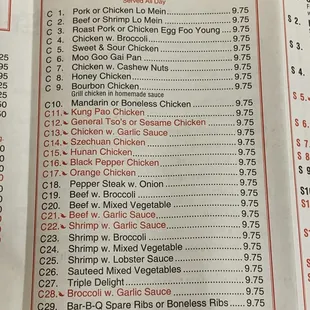 Serves All Day
C 1. Pork or Chicken Lo Mein 9.75
C 2. Beef or Shrimp Lo Mein 9.75
C 3. Roast Pork or Chicken Egg Foo Young 9.75
C 4. Chicken w. Broccoli 9.75
C 5. Sweet & Sour Chicken 9.75
C 6. Moo Goo Gai Pan 9.75
C 7. Chicken w. Cashew Nuts 9.75
C 8. Honey Chicken 9.75
C 9. Bourbon Chicken 9.75
Grill chicken in homemade sauce
C10. Mandarin or Boneless Chicken 9.75
C11. Kung Pao Chicken 9.75
C12. General Tso's or Sesame Chicken 9.75
C13. Chicken w. Garlic Sauce 9.75
C14. Szechuan Chicken 9.75
C15. Hunan Chicken 9.75
C16. Black Pepper Chicken 9.75
C17. Orange Chicken 9.75
C18. Pepper Steak w. Onion 9.75
C19. Beef w. Broccoli 9.75
C20. Beef w. Mixed Vegetable 9.75
C21. Beef w. Garlic Sauce 9.75
C22. Shrimp w. Garlic Sauce 9.75
C23. Shrimp w. Broccoli 9.75
C24. Shrimp w. Mixed Vegetable 9.75
C25. Shrimp w. Lobster Sauce 9.75
C26. Sauteed Mixed Vegetables 9.75
C27. Triple Delight 9.75
C28. Broccoli w. Garlic Sauce 9.75
C29. Bar-B-Q Spare Ribs or Boneless Ribs 9.75